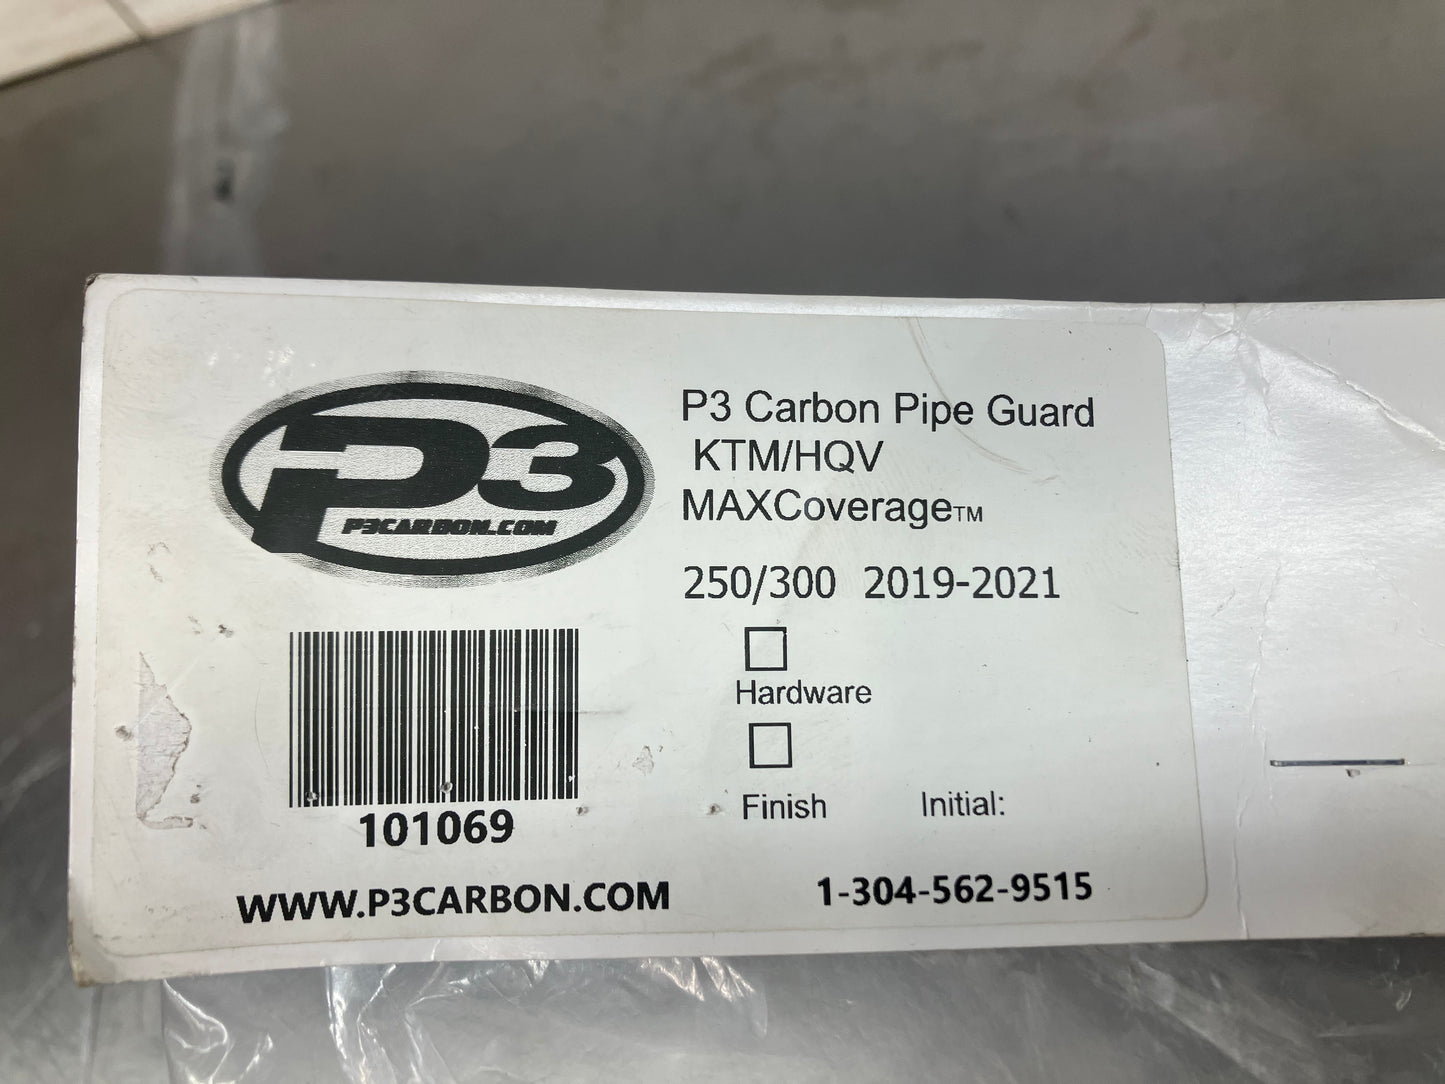 P3
P3CARBON.COM
P3 Carbon Pipe Guard
KTM/HQV
MAXCoverage™
250/300 2019-2021
Hardware
Finish Initial:
101069
WWW.P3CARBON.COM 1-304-562-9515